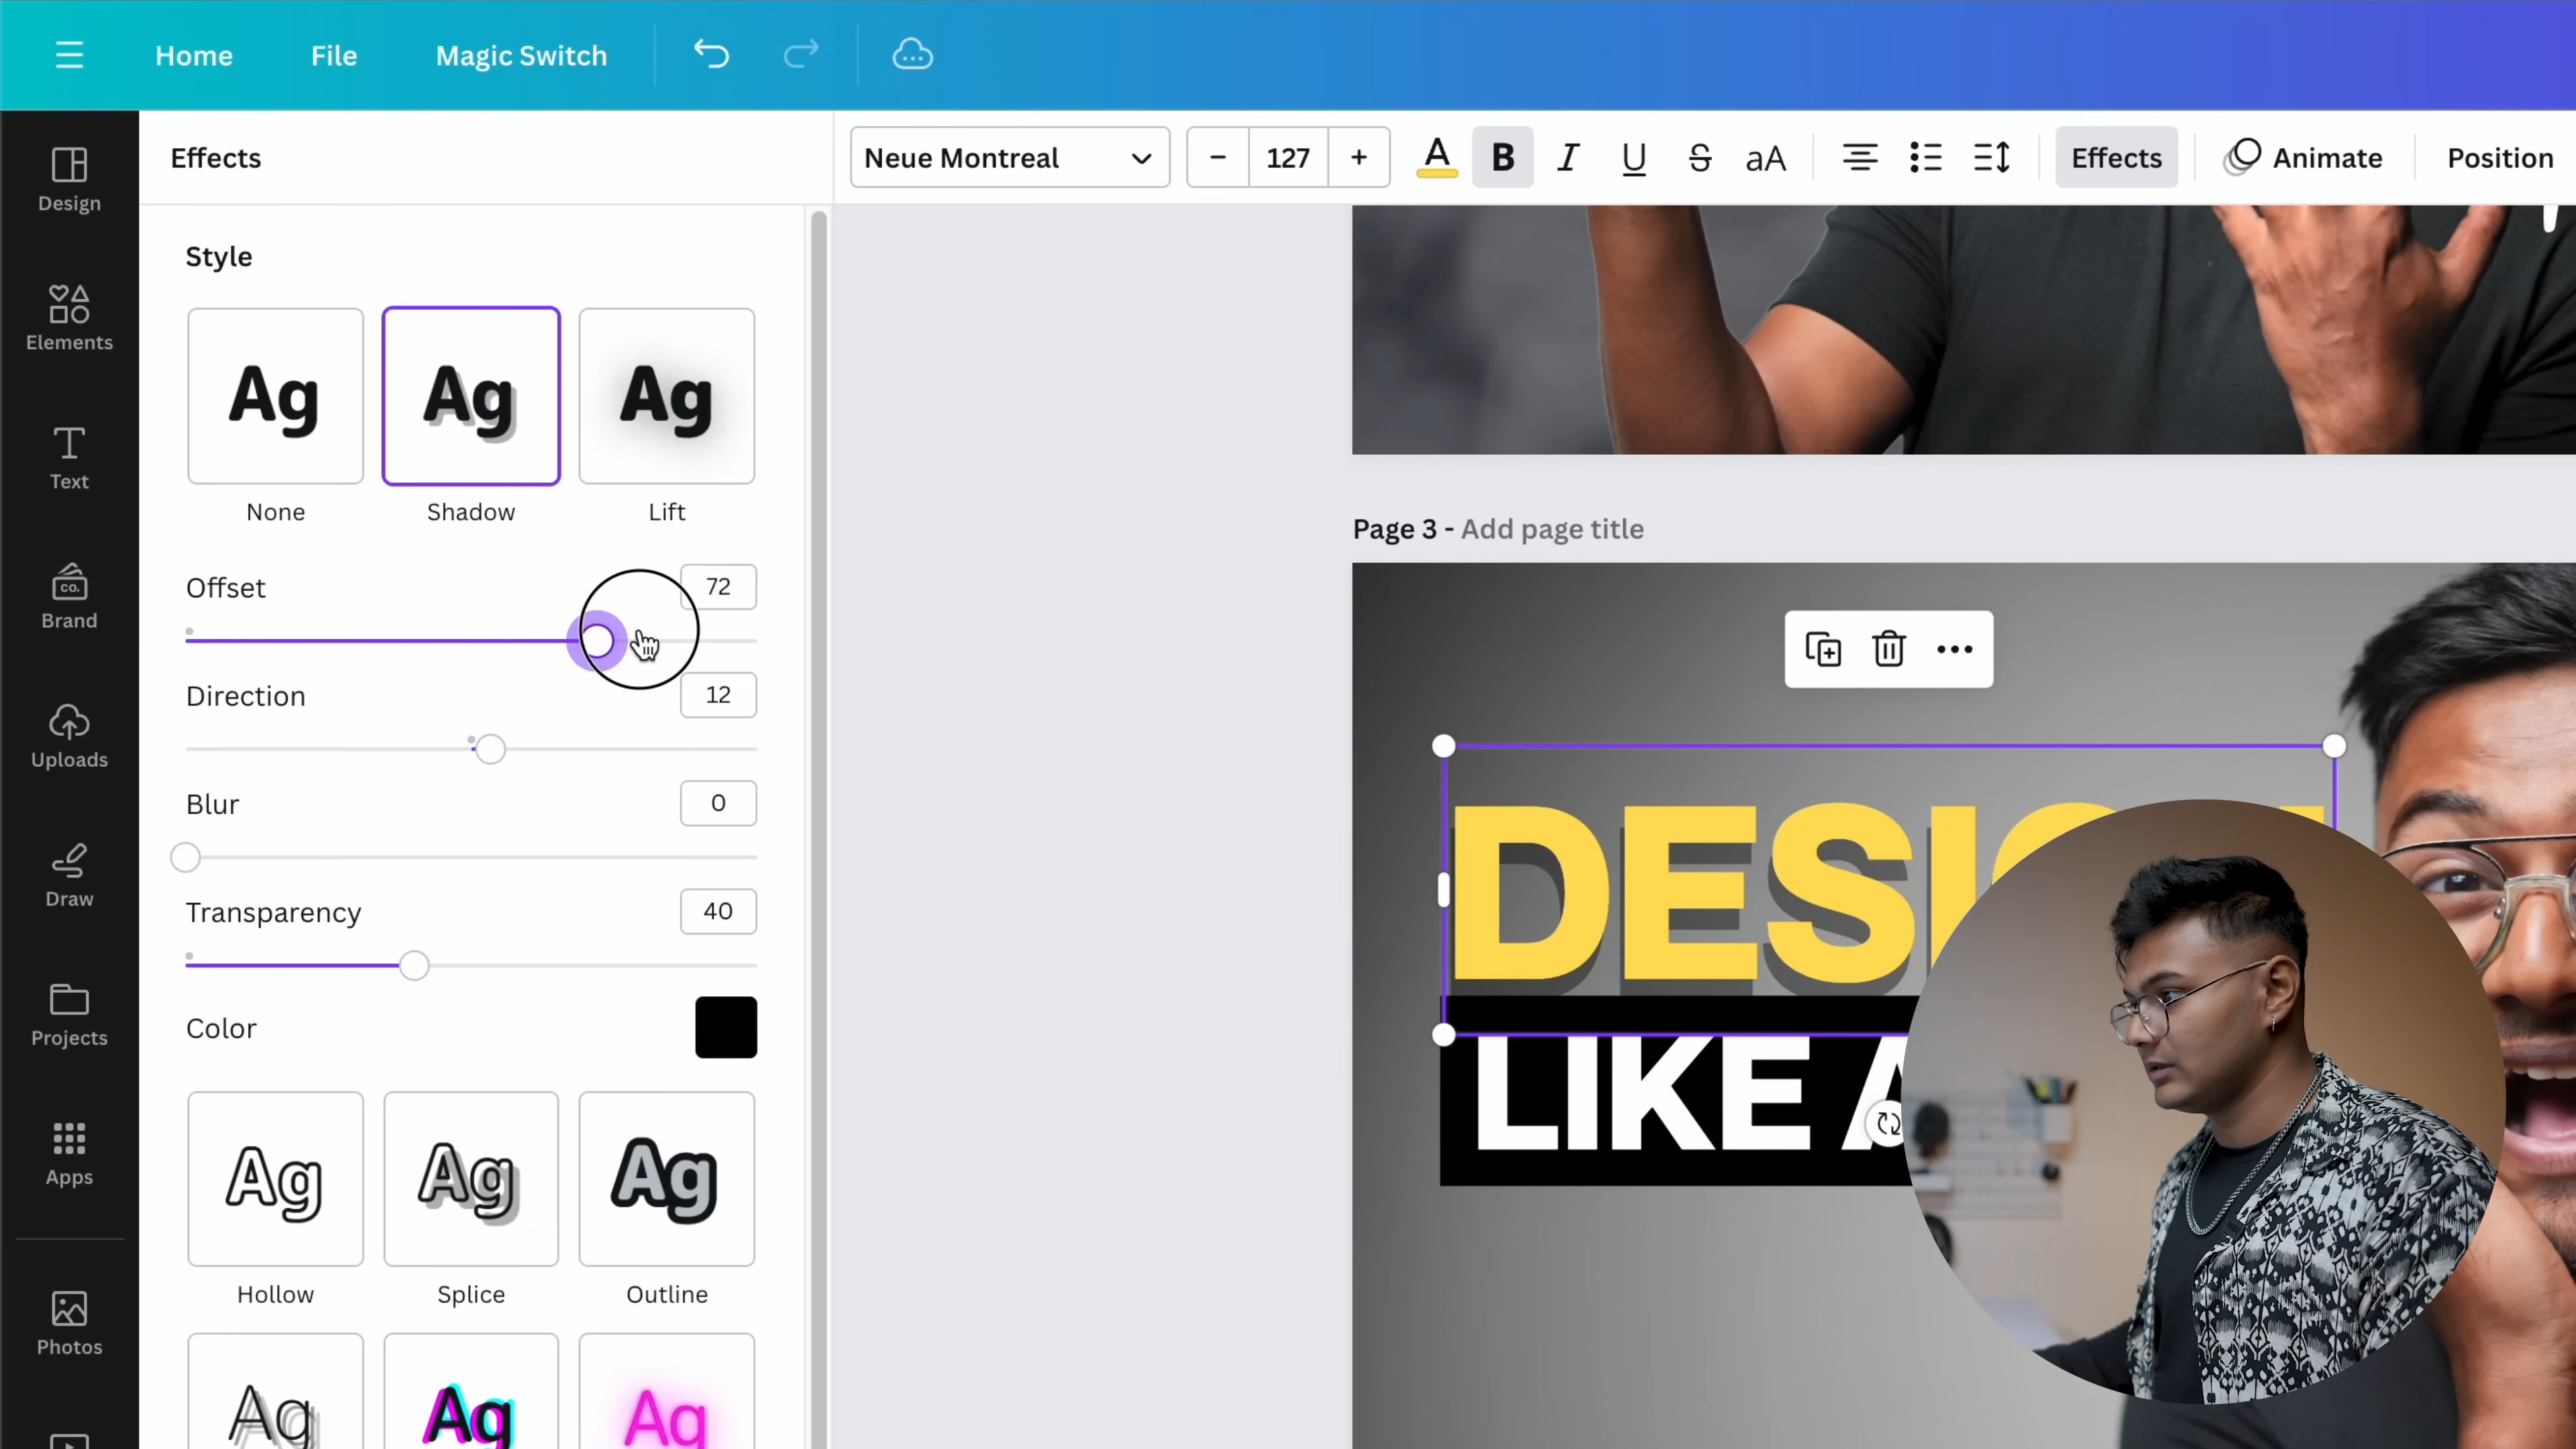 Home File Magic Switch
Effects
Neue Montreal
- 127 +
A B I U S aA
Effects Animate Position
Design
Elements
Text
co.
Brand
Uploads
Draw
Projects
Apps
Photos
Style
Ag Ag Ag
None Shadow Lift
Offset 72
Direction 12
Blur 0
Transparency 40
Color
Ag Ag Ag
Hollow Splice Outline
Ag Ag Ag
Page 3 - Add page title
LIKE